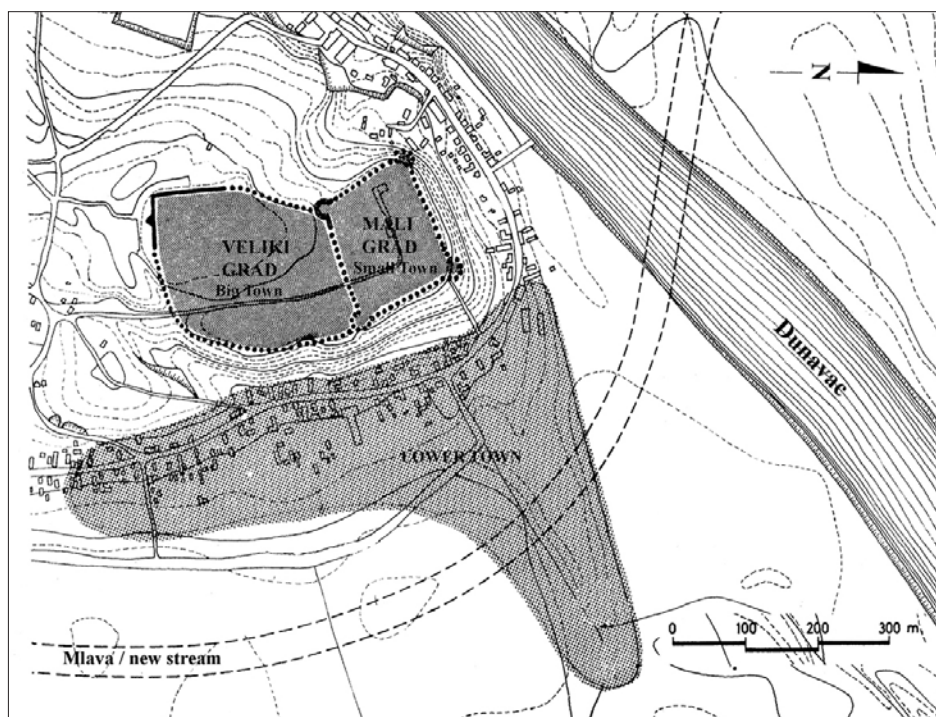 N
VELIKI
GRAD
Big Town
MALI
GRAD
Small Town
Dunavac
LOWER TOWN
Mlava / new stream
0 100 200 300 m